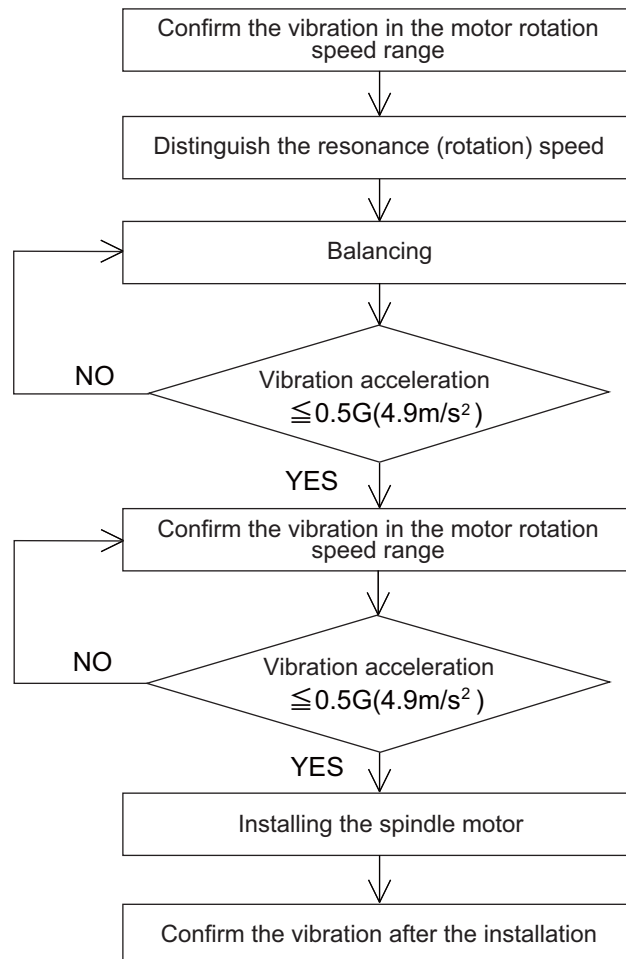 Confirm the vibration in the motor rotation
speed range
Distinguish the resonance (rotation) speed
Balancing
NO
Vibration acceleration
≦0.5G(4.9m/s²)
YES
Confirm the vibration in the motor rotation
speed range
NO
Vibration acceleration
≦0.5G(4.9m/s²)
YES
Installing the spindle motor
Confirm the vibration after the installation